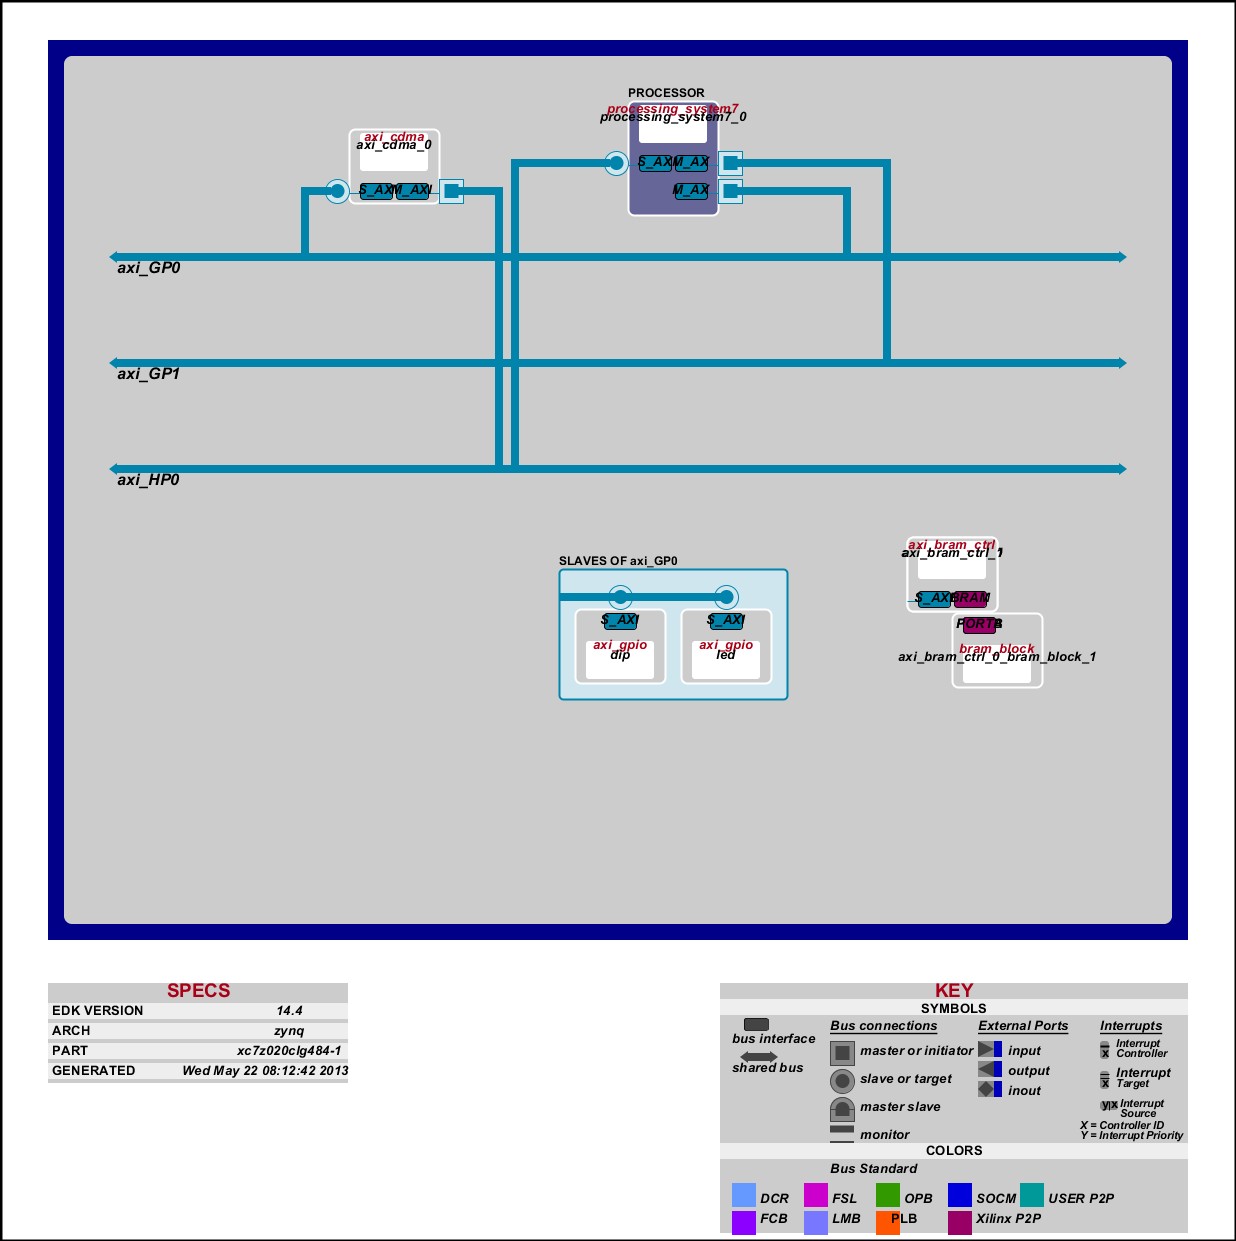 PROCESSOR
processing_system7
processing_system7_0
axi_cdma
axi_cdma_0
S_AXI M_AXI
S_AXI M_AXI
M_AXI
axi_GP0
axi_GP1
axi_HP0
SLAVES OF axi_GP0
S_AXI
S_AXI
axi_gpio
dip
axi_gpio
led
axi_bram_ctrl
axi_bram_ctrl_1
S_AXI BRAM
bram_block
axi_bram_ctrl_0_bram_block_1
SPECS
EDK VERSION 14.4
ARCH zynq
PART xc7z020clg484-1
GENERATED Wed May 22 08:12:42 2013
KEY
SYMBOLS
bus interface
shared bus
Bus connections
master or initiator
slave or target
master slave
monitor
External Ports
input
output
inout
Interrupts
Interrupt
Controller
Interrupt
Target
Interrupt
Source
X = Controller ID
Y = Interrupt Priority
COLORS
Bus Standard
DCR FSL OPB SOCM USER P2P
FCB LMB PLB Xilinx P2P